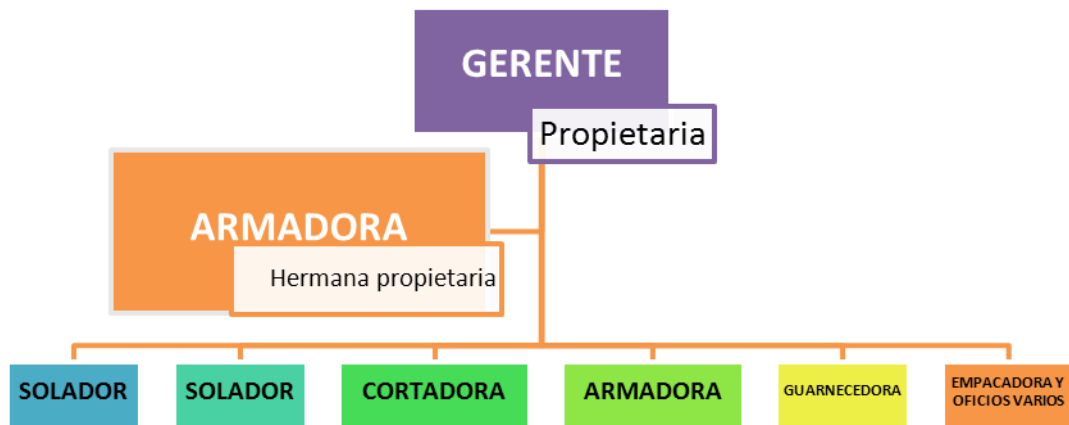 GERENTE
Propietaria
ARMADORA
Hermana propietaria
SOLADOR
SOLADOR
CORTADORA
ARMADORA
GUARNECEDORA
EMPACADORA Y
OFICIOS VARIOS